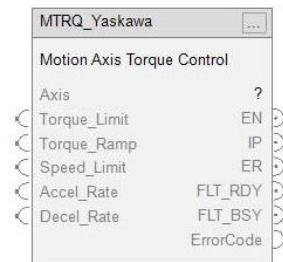 MTRQ_Yaskawa ...
Motion Axis Torque Control
Axis ?
Torque_Limit EN
Torque_Ramp IP
Speed_Limit ER
Accel_Rate FLT_RDY
Decel_Rate FLT_BSY
ErrorCode